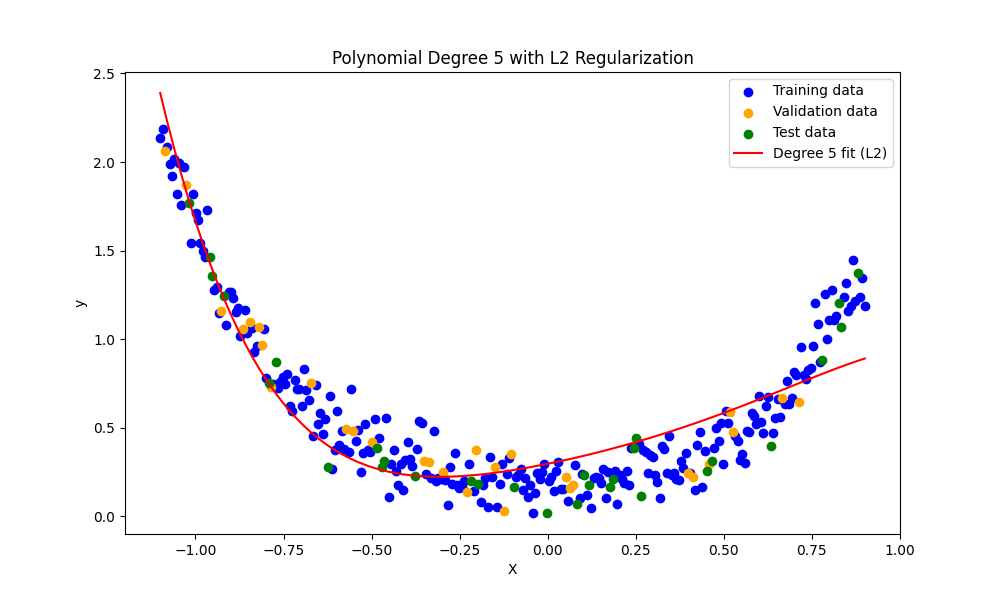 Polynomial Degree 5 with L2 Regularization
2.5
2.0
1.5
1.0
0.5
0.0
y
Training data
Validation data
Test data
Degree 5 fit (L2)
−1.00
−0.75
−0.50
−0.25
0.00
0.25
0.50
0.75
1.00
X